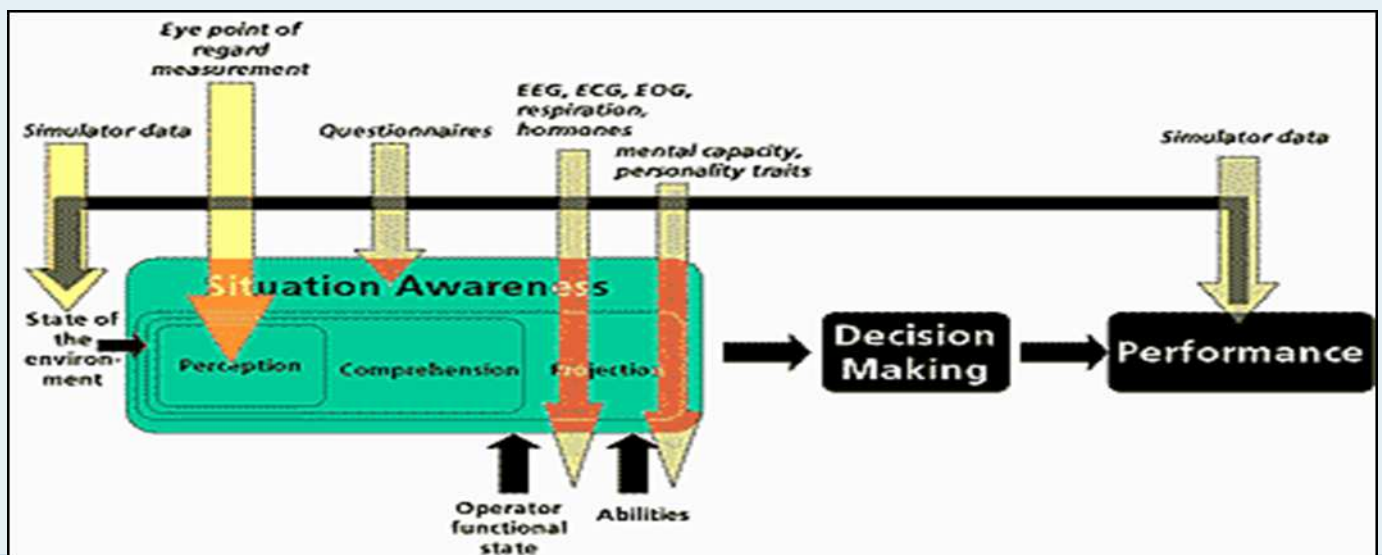 Eye point of
regard
measurement
Simulator data
Questionnaires
EEG, ECG, EOG,
respiration,
hormones
mental capacity,
personality traits
Simulator data
Situation Awareness
State of
the
environ-
ment
Perception
Comprehension
Projection
Decision
Making
Performance
Operator
functional
state
Abilities